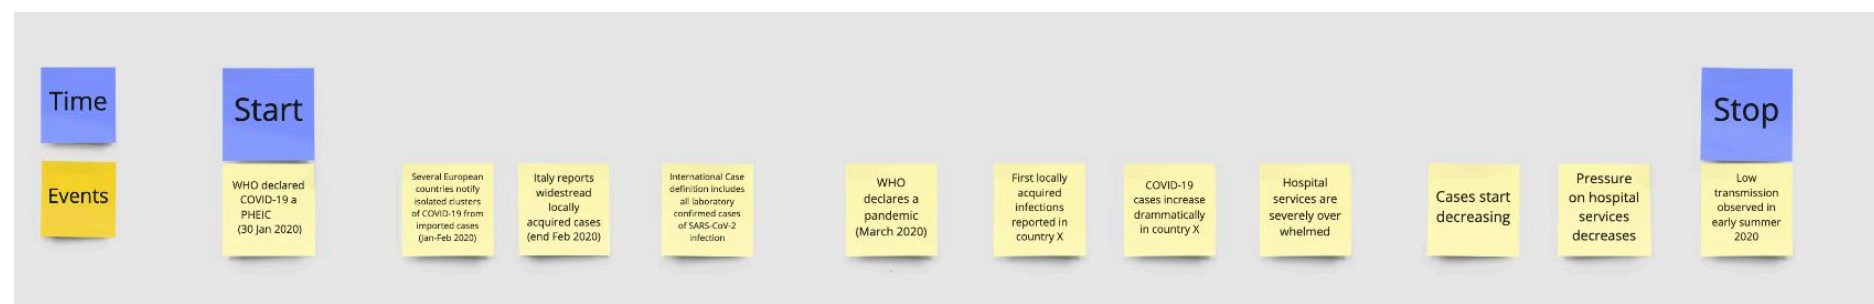 Time
Start
Stop
Events
WHO declared
COVID-19 a
PHEIC
(30 Jan 2020)
Several European
countries notify
isolated clusters
of COVID-19 from
imported cases
(Jan-Feb 2020)
Italy reports
widestread
locally
acquired cases
(end Feb 2020)
International Case
definition includes
all laboratory
confirmed cases
of SARS-CoV-2
infection
WHO
declares a
pandemic
(March 2020)
First locally
acquired
infections
reported in
country X
COVID-19
cases increase
drammatically
in country X
Hospital
services are
severely over
whelmed
Cases start
decreasing
Pressure
on hospital
services
decreases
Low
transmission
observed in
early summer
2020